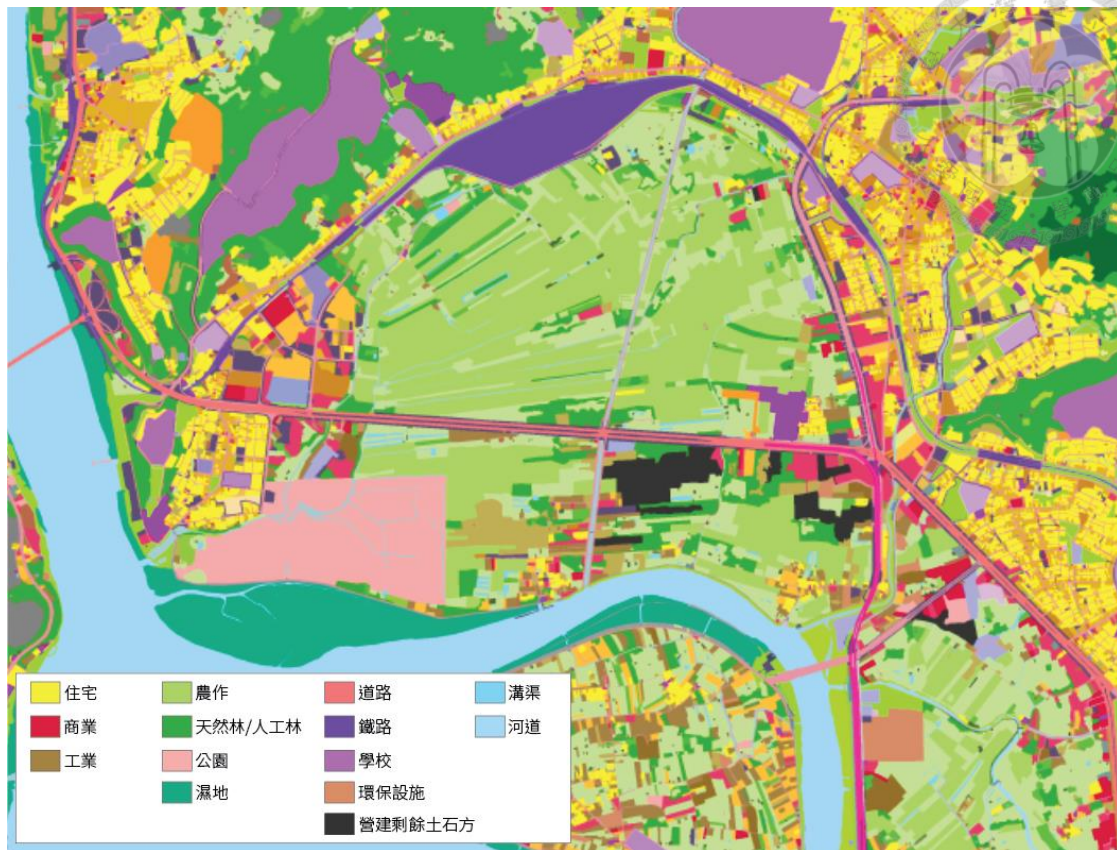 住宅
農作
道路
溝渠
商業
天然林/人工林
鐵路
河道
工業
公園
學校
濕地
環保設施
營建剩餘土石方